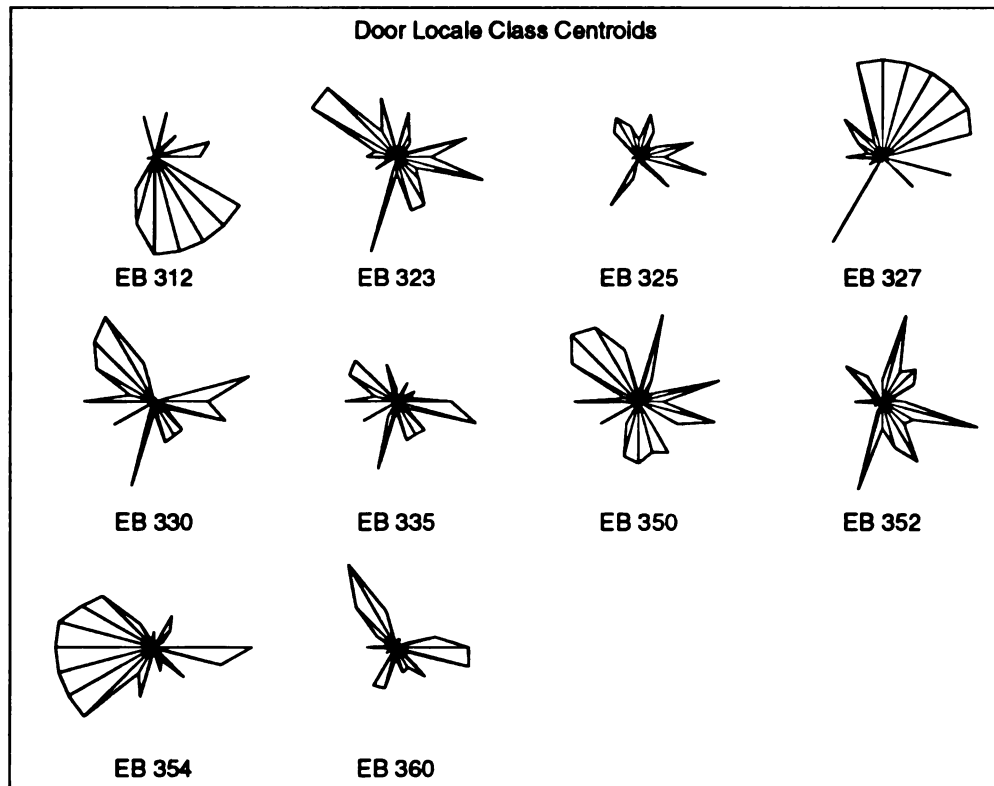 Door Locale Class Centroids
EB 312 EB 323 EB 325 EB 327
EB 330 EB 335 EB 350 EB 352
EB 354 EB 360